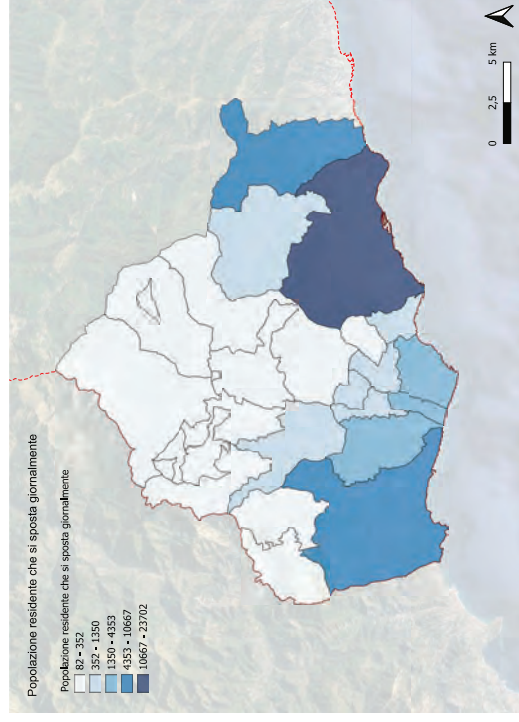 Popolazione residente che si sposta giornalmente
Popolazione residente che si sposta giornalmente
82 - 352
352 - 1350
1350 - 4353
4353 - 10667
10667 - 23702
0 2,5 5 km